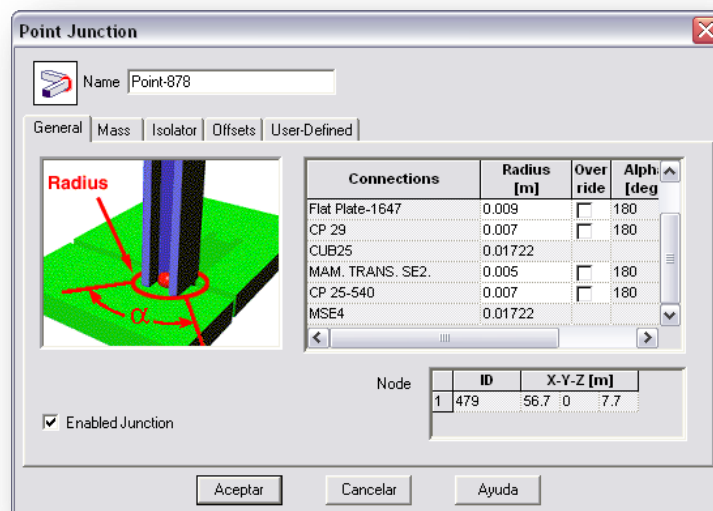 Point Junction
Name Point-878
General Mass Isolator Offsets User-Defined
Radius
α
Connections Radius [m] Over ride Alpha [deg
Flat Plate-1647 0.009 180
CP 29 0.007 180
CUB25 0.01722
MAM. TRANS. SE2. 0.005 180
CP 25-540 0.007 180
MSE4 0.01722
Node ID X-Y-Z [m]
1 479 56.7 0 7.7
Enabled Junction
Aceptar Cancelar Ayuda